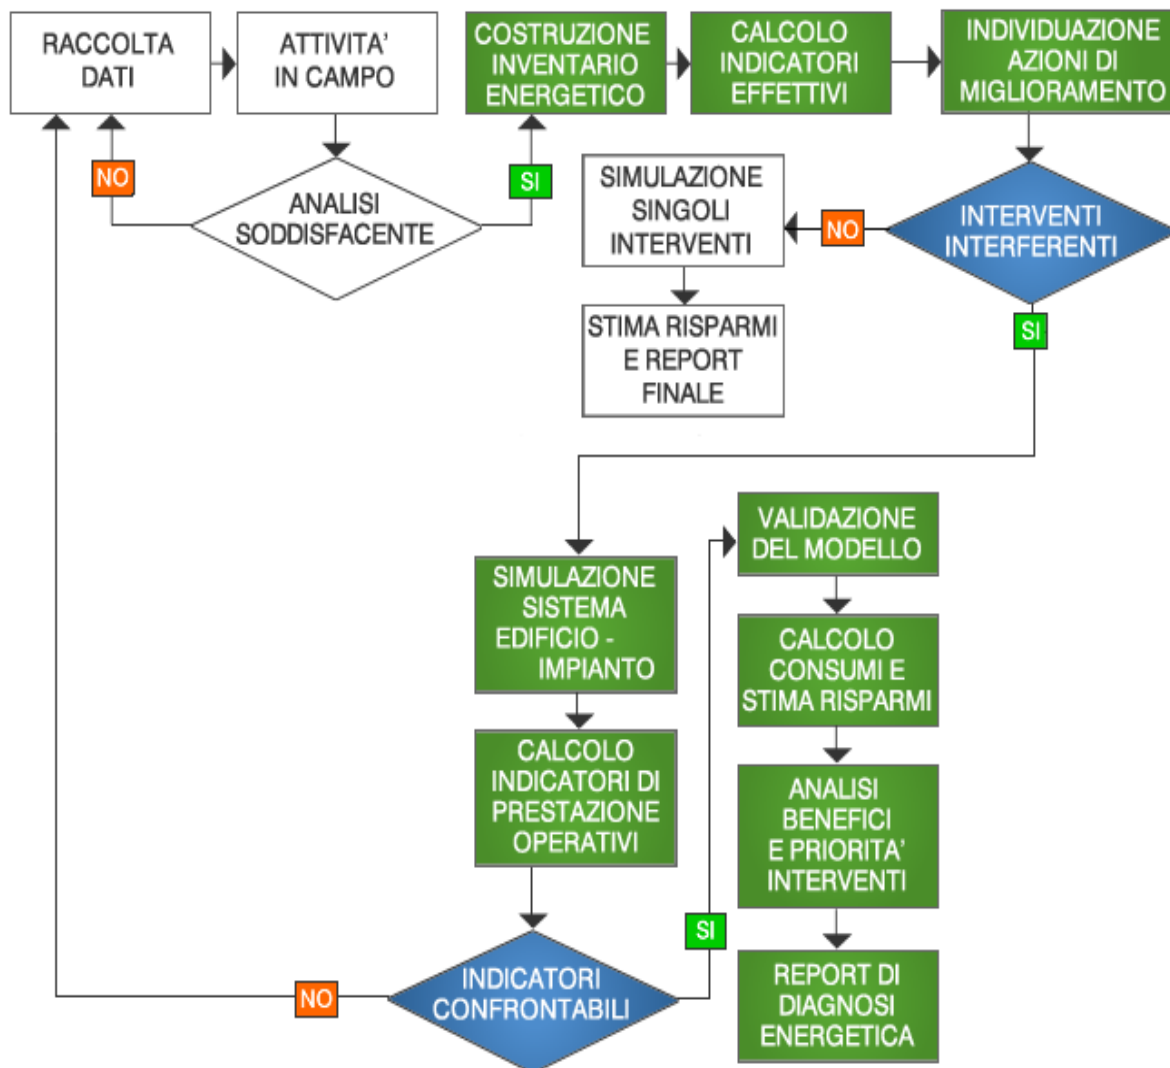 RACCOLTA
DATI
ATTIVITA'
IN CAMPO
COSTRUZIONE
INVENTARIO
ENERGETICO
CALCOLO
INDICATORI
EFFETTIVI
INDIVIDUAZIONE
AZIONI DI
MIGLIORAMENTO
NO
ANALISI
SODDISFACENTE
SI
SIMULAZIONE
SINGOLI
INTERVENTI
NO
INTERVENTI
INTERFERENTI
STIMA RISPARMI
E REPORT
FINALE
SI
SIMULAZIONE
SISTEMA
EDIFICIO -
IMPIANTO
CALCOLO
INDICATORI DI
PRESTAZIONE
OPERATIVI
INDICATORI
CONFRONTABILI
NO
SI
VALIDAZIONE
DEL MODELLO
CALCOLO
CONSUMI E
STIMA RISPARMI
ANALISI
BENEFICI
E PRIORITA'
INTERVENTI
REPORT DI
DIAGNOSI
ENERGETICA